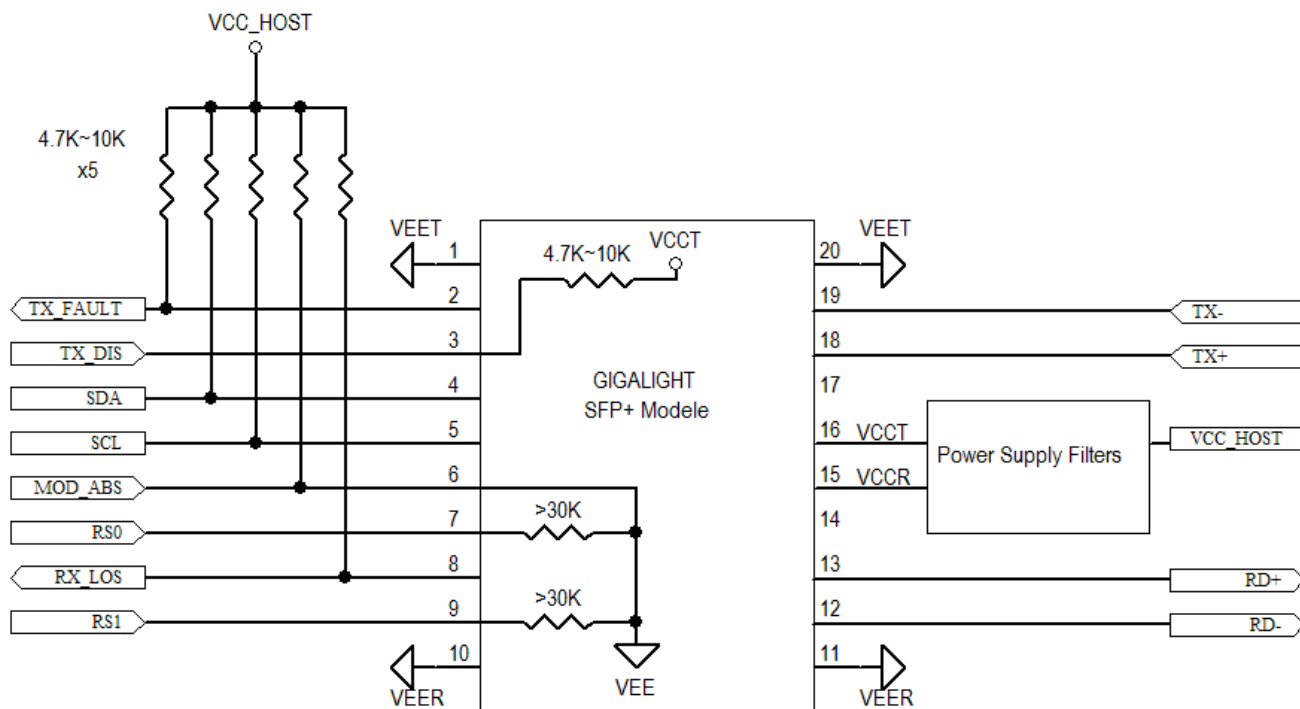 VCC_HOST
4.7K~10K
x5
VEET
1
4.7K~10K
VCCT
20
VEET
TX_FAULT
2
19
TX-
TX_DIS
3
18
TX+
SDA
4
GIGALIGHT
SFP+ Modele
17
SCL
5
16
VCCT
Power Supply Filters
VCC_HOST
MOD_ABS
6
15
VCCR
RS0
7
>30K
14
RX_LOS
8
13
RD+
RS1
9
>30K
12
RD-
10
VEER
VEE
11
VEER